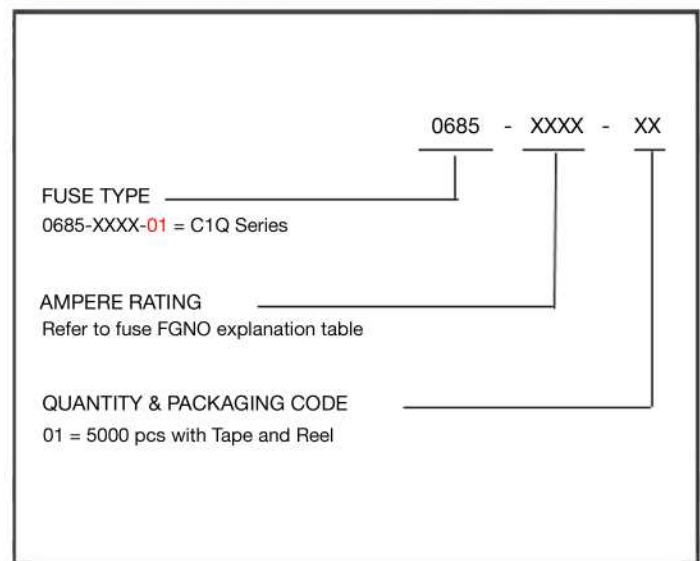 0685 - XXXX - XX
FUSE TYPE
0685-XXXX-01 = C1Q Series
AMPERE RATING
Refer to fuse FGNO explanation table
QUANTITY & PACKAGING CODE
01 = 5000 pcs with Tape and Reel